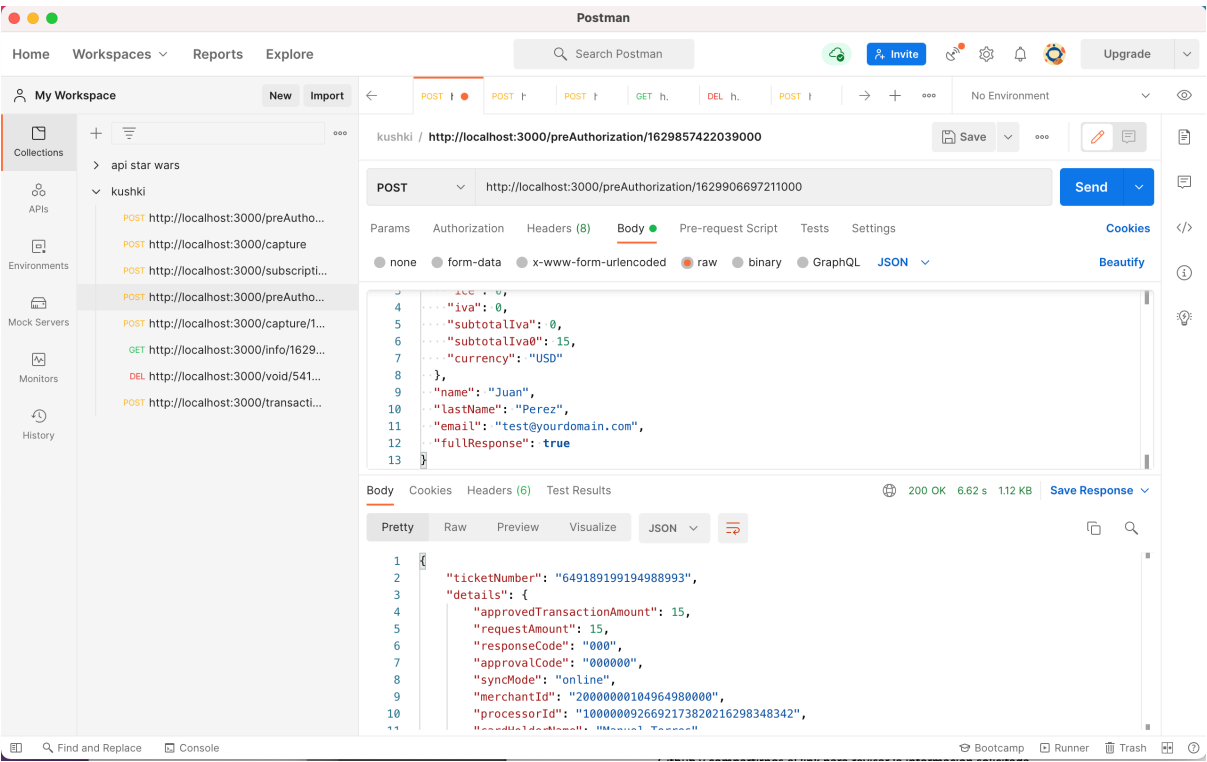 Postman
Home Workspaces Reports Explore Search Postman Invite Upgrade
My Workspace New Import POST POST POST GET h. DEL h. POST No Environment
kushki / http://localhost:3000/preAuthorization/1629857422039000 Save
Collections
APIs
Environments
Mock Servers
Monitors
History
api star wars
kushki
POST http://localhost:3000/preAutho...
POST http://localhost:3000/capture
POST http://localhost:3000/subscripti...
POST http://localhost:3000/preAutho...
POST http://localhost:3000/capture/1...
GET http://localhost:3000/info/1629...
DEL http://localhost:3000/void/541...
POST http://localhost:3000/transacti...
POST http://localhost:3000/preAuthorization/1629906697211000 Send
Params Authorization Headers (8) Body Pre-request Script Tests Settings Cookies
none form-data x-www-form-urlencoded raw binary GraphQL JSON Beautify
3 "ice": 0,
4 "iva": 0,
5 "subtotalIva": 0,
6 "subtotalIva0": 15,
7 "currency": "USD"
8 },
9 "name": "Juan",
10 "lastName": "Perez",
11 "email": "test@yourdomain.com",
12 "fullResponse": true
13 }
Body Cookies Headers (6) Test Results 200 OK 6.62 s 1.12 KB Save Response
Pretty Raw Preview Visualize JSON
1 {
2 "ticketNumber": "649189199194988993",
3 "details": {
4 "approvedTransactionAmount": 15,
5 "requestAmount": 15,
6 "responseCode": "000",
7 "approvalCode": "000000",
8 "syncMode": "online",
9 "merchantId": "20000000104964980000",
10 "processorId": "10000009266921738202162983483​42",
11 "cardHolderName": "Manuel Torres"
Find and Replace Console Bootcamp Runner Trash